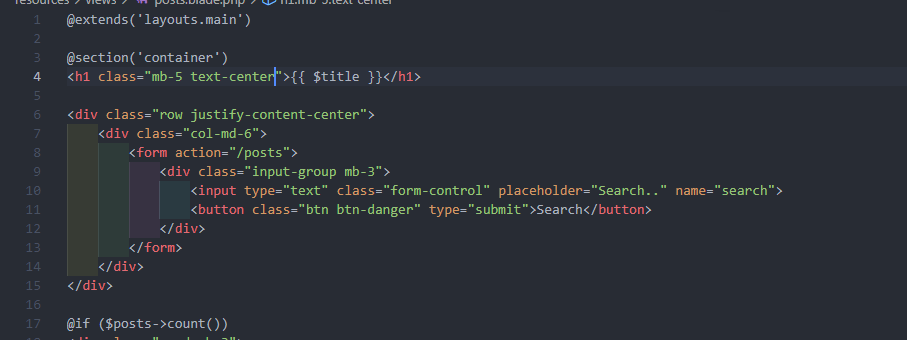 resources > views > posts.blade.php > h1.mb-5.text-center
1 @extends('layouts.main')
2
3 @section('container')
4 <h1 class="mb-5 text-center">{{ $title }}</h1>
5
6 <div class="row justify-content-center">
7 <div class="col-md-6">
8 <form action="/posts">
9 <div class="input-group mb-3">
10 <input type="text" class="form-control" placeholder="Search.." name="search">
11 <button class="btn btn-danger" type="submit">Search</button>
12 </div>
13 </form>
14 </div>
15 </div>
16
17 @if ($posts->count())